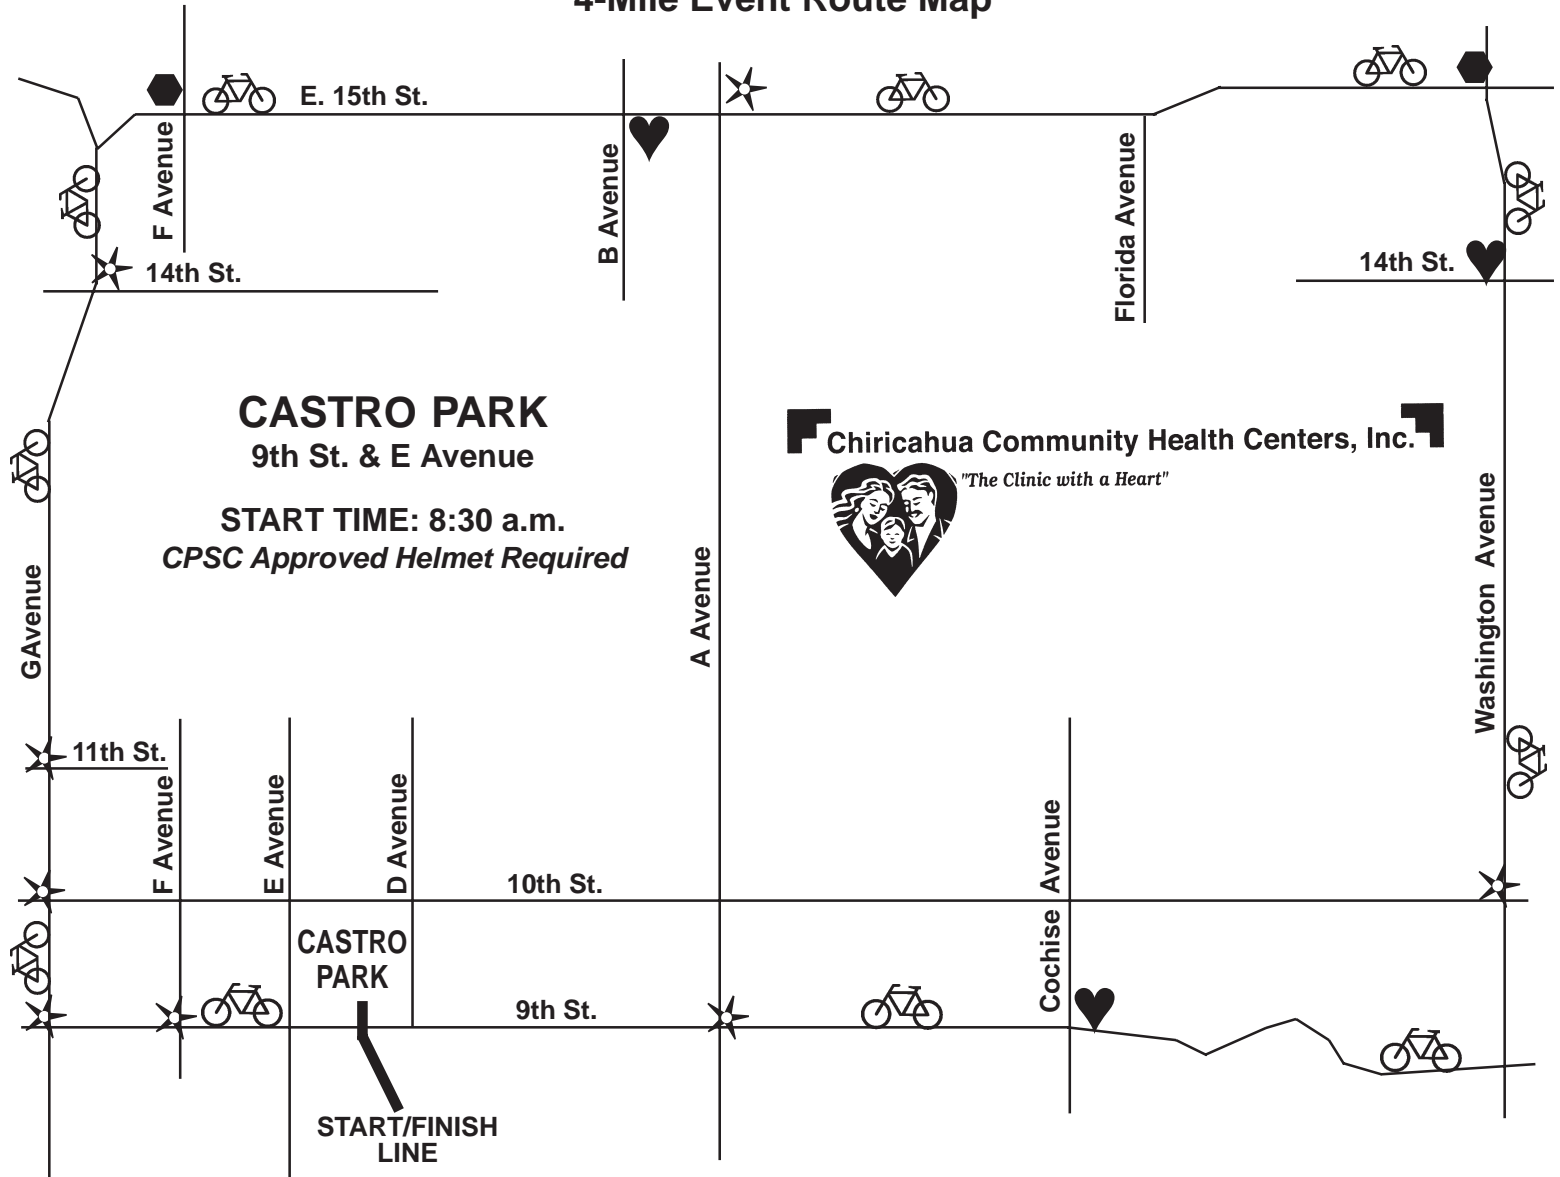 4-Mile Event Route Map
E. 15th St.
F Avenue
B Avenue
Florida Avenue
14th St.
14th St.
CASTRO PARK
9th St. & E Avenue
START TIME: 8:30 a.m.
CPSC Approved Helmet Required
Chiricahua Community Health Centers, Inc.
"The Clinic with a Heart"
GAvenue
A Avenue
Washington Avenue
11th St.
F Avenue
E Avenue
D Avenue
10th St.
Cochise Avenue
CASTRO
PARK
9th St.
START/FINISH
LINE